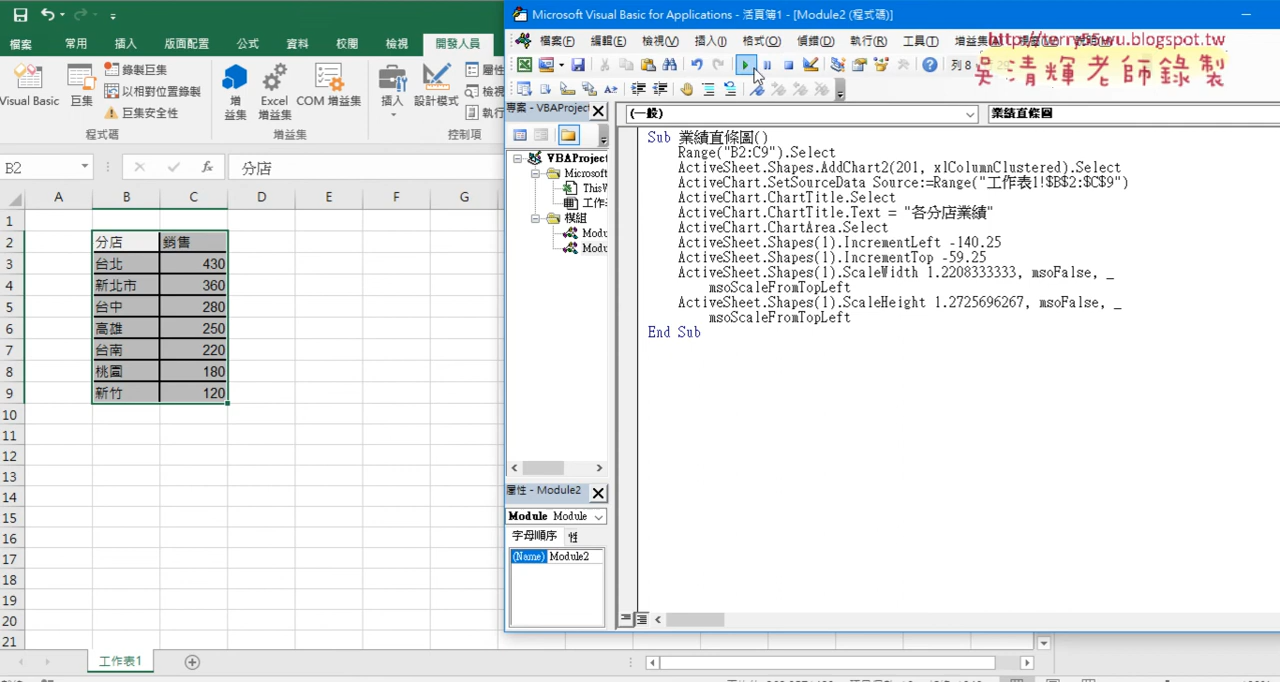 Microsoft Visual Basic for Applications - 活頁簿1 - [Module2 (程式碼)]
檔案 常用 插入 版面配置 公式 資料 校閱 檢視 開發人員
檔案(F) 編輯(E) 檢視(V) 插入(I) 格式(O) 偵錯(D) 執行(R) 工具(T)
http://terry55wu.blogspot.tw
吳清輝老師錄製
Visual Basic 巨集 錄製巨集 以相對位置錄製 巨集安全性
增益集 Excel 增益集 COM 增益集 插入 設計模式
程式碼 增益集 控制項
列 8
B2 分店
專案 - VBAProject
VBAProject
Microsoft
ThisW
工作
模組
Modu
Modu
(一般) 業績直條圖
A B C D E F G
1
2 分店 銷售
3 台北 430
4 新北市 360
5 台中 280
6 高雄 250
7 台南 220
8 桃園 180
9 新竹 120
10
11
12
13
14
15
16
17
18
19
20
21
Sub 業績直條圖()
Range("B2:C9").Select
ActiveSheet.Shapes.AddChart2(201, xlColumnClustered).Select
ActiveChart.SetSourceData Source:=Range("工作表1!$B$2:$C$9")
ActiveChart.ChartTitle.Select
ActiveChart.ChartTitle.Text = "各分店業績"
ActiveChart.ChartArea.Select
ActiveSheet.Shapes(1).IncrementLeft -140.25
ActiveSheet.Shapes(1).IncrementTop -59.25
ActiveSheet.Shapes(1).ScaleWidth 1.2208333333, msoFalse, _
msoScaleFromTopLeft
ActiveSheet.Shapes(1).ScaleHeight 1.2725696267, msoFalse, _
msoScaleFromTopLeft
End Sub
屬性 - Module2
Module Module
字母順序
(Name) Module2
工作表1